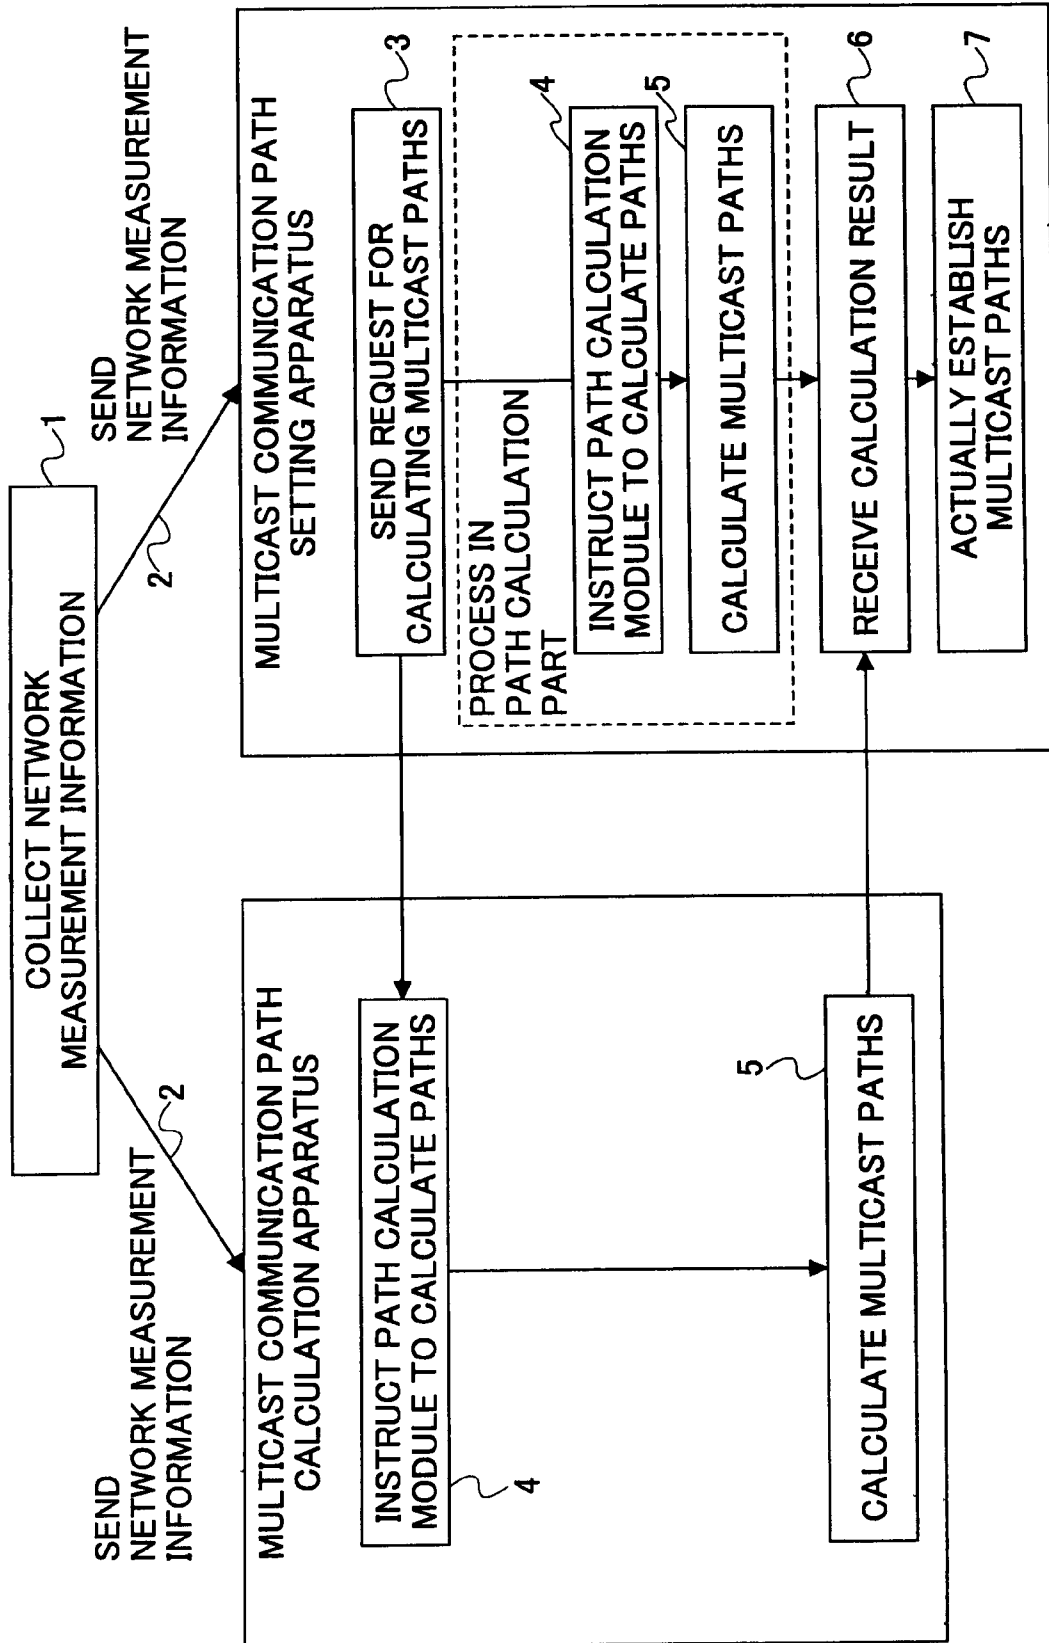 COLLECT NETWORK
MEASUREMENT INFORMATION
1
SEND
NETWORK MEASUREMENT
INFORMATION
2
SEND
NETWORK MEASUREMENT
INFORMATION
2
MULTICAST COMMUNICATION PATH
CALCULATION APPARATUS
INSTRUCT PATH CALCULATION
MODULE TO CALCULATE PATHS
4
CALCULATE MULTICAST PATHS
5
MULTICAST COMMUNICATION PATH
SETTING APPARATUS
SEND REQUEST FOR
CALCULATING MULTICAST PATHS
3
PROCESS IN
PATH CALCULATION
PART
INSTRUCT PATH CALCULATION
MODULE TO CALCULATE PATHS
4
CALCULATE MULTICAST PATHS
5
RECEIVE CALCULATION RESULT
6
ACTUALLY ESTABLISH
MULTICAST PATHS
7